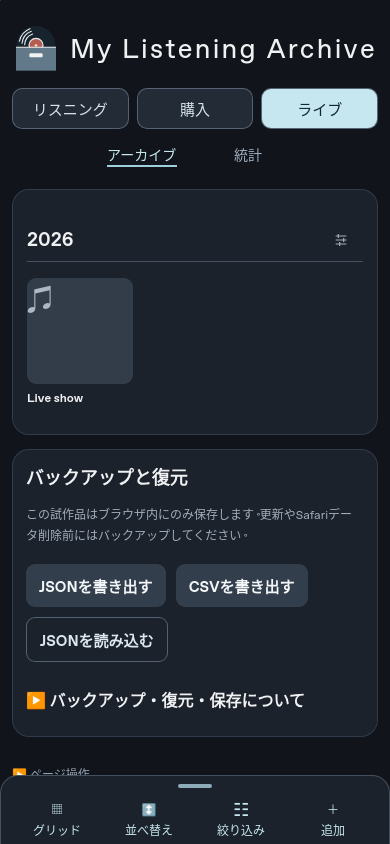 My Listening Archive
リスニング
購入
ライブ
アーカイブ
統計
2026
Live show
バックアップと復元
この試作品はブラウザ内にのみ保存します。更新やSafariデー
タ削除前にはバックアップしてください。
JSONを書き出す
CSVを書き出す
JSONを読み込む
バックアップ・復元・保存について
ページ操作
グリッド
並べ替え
絞り込み
追加